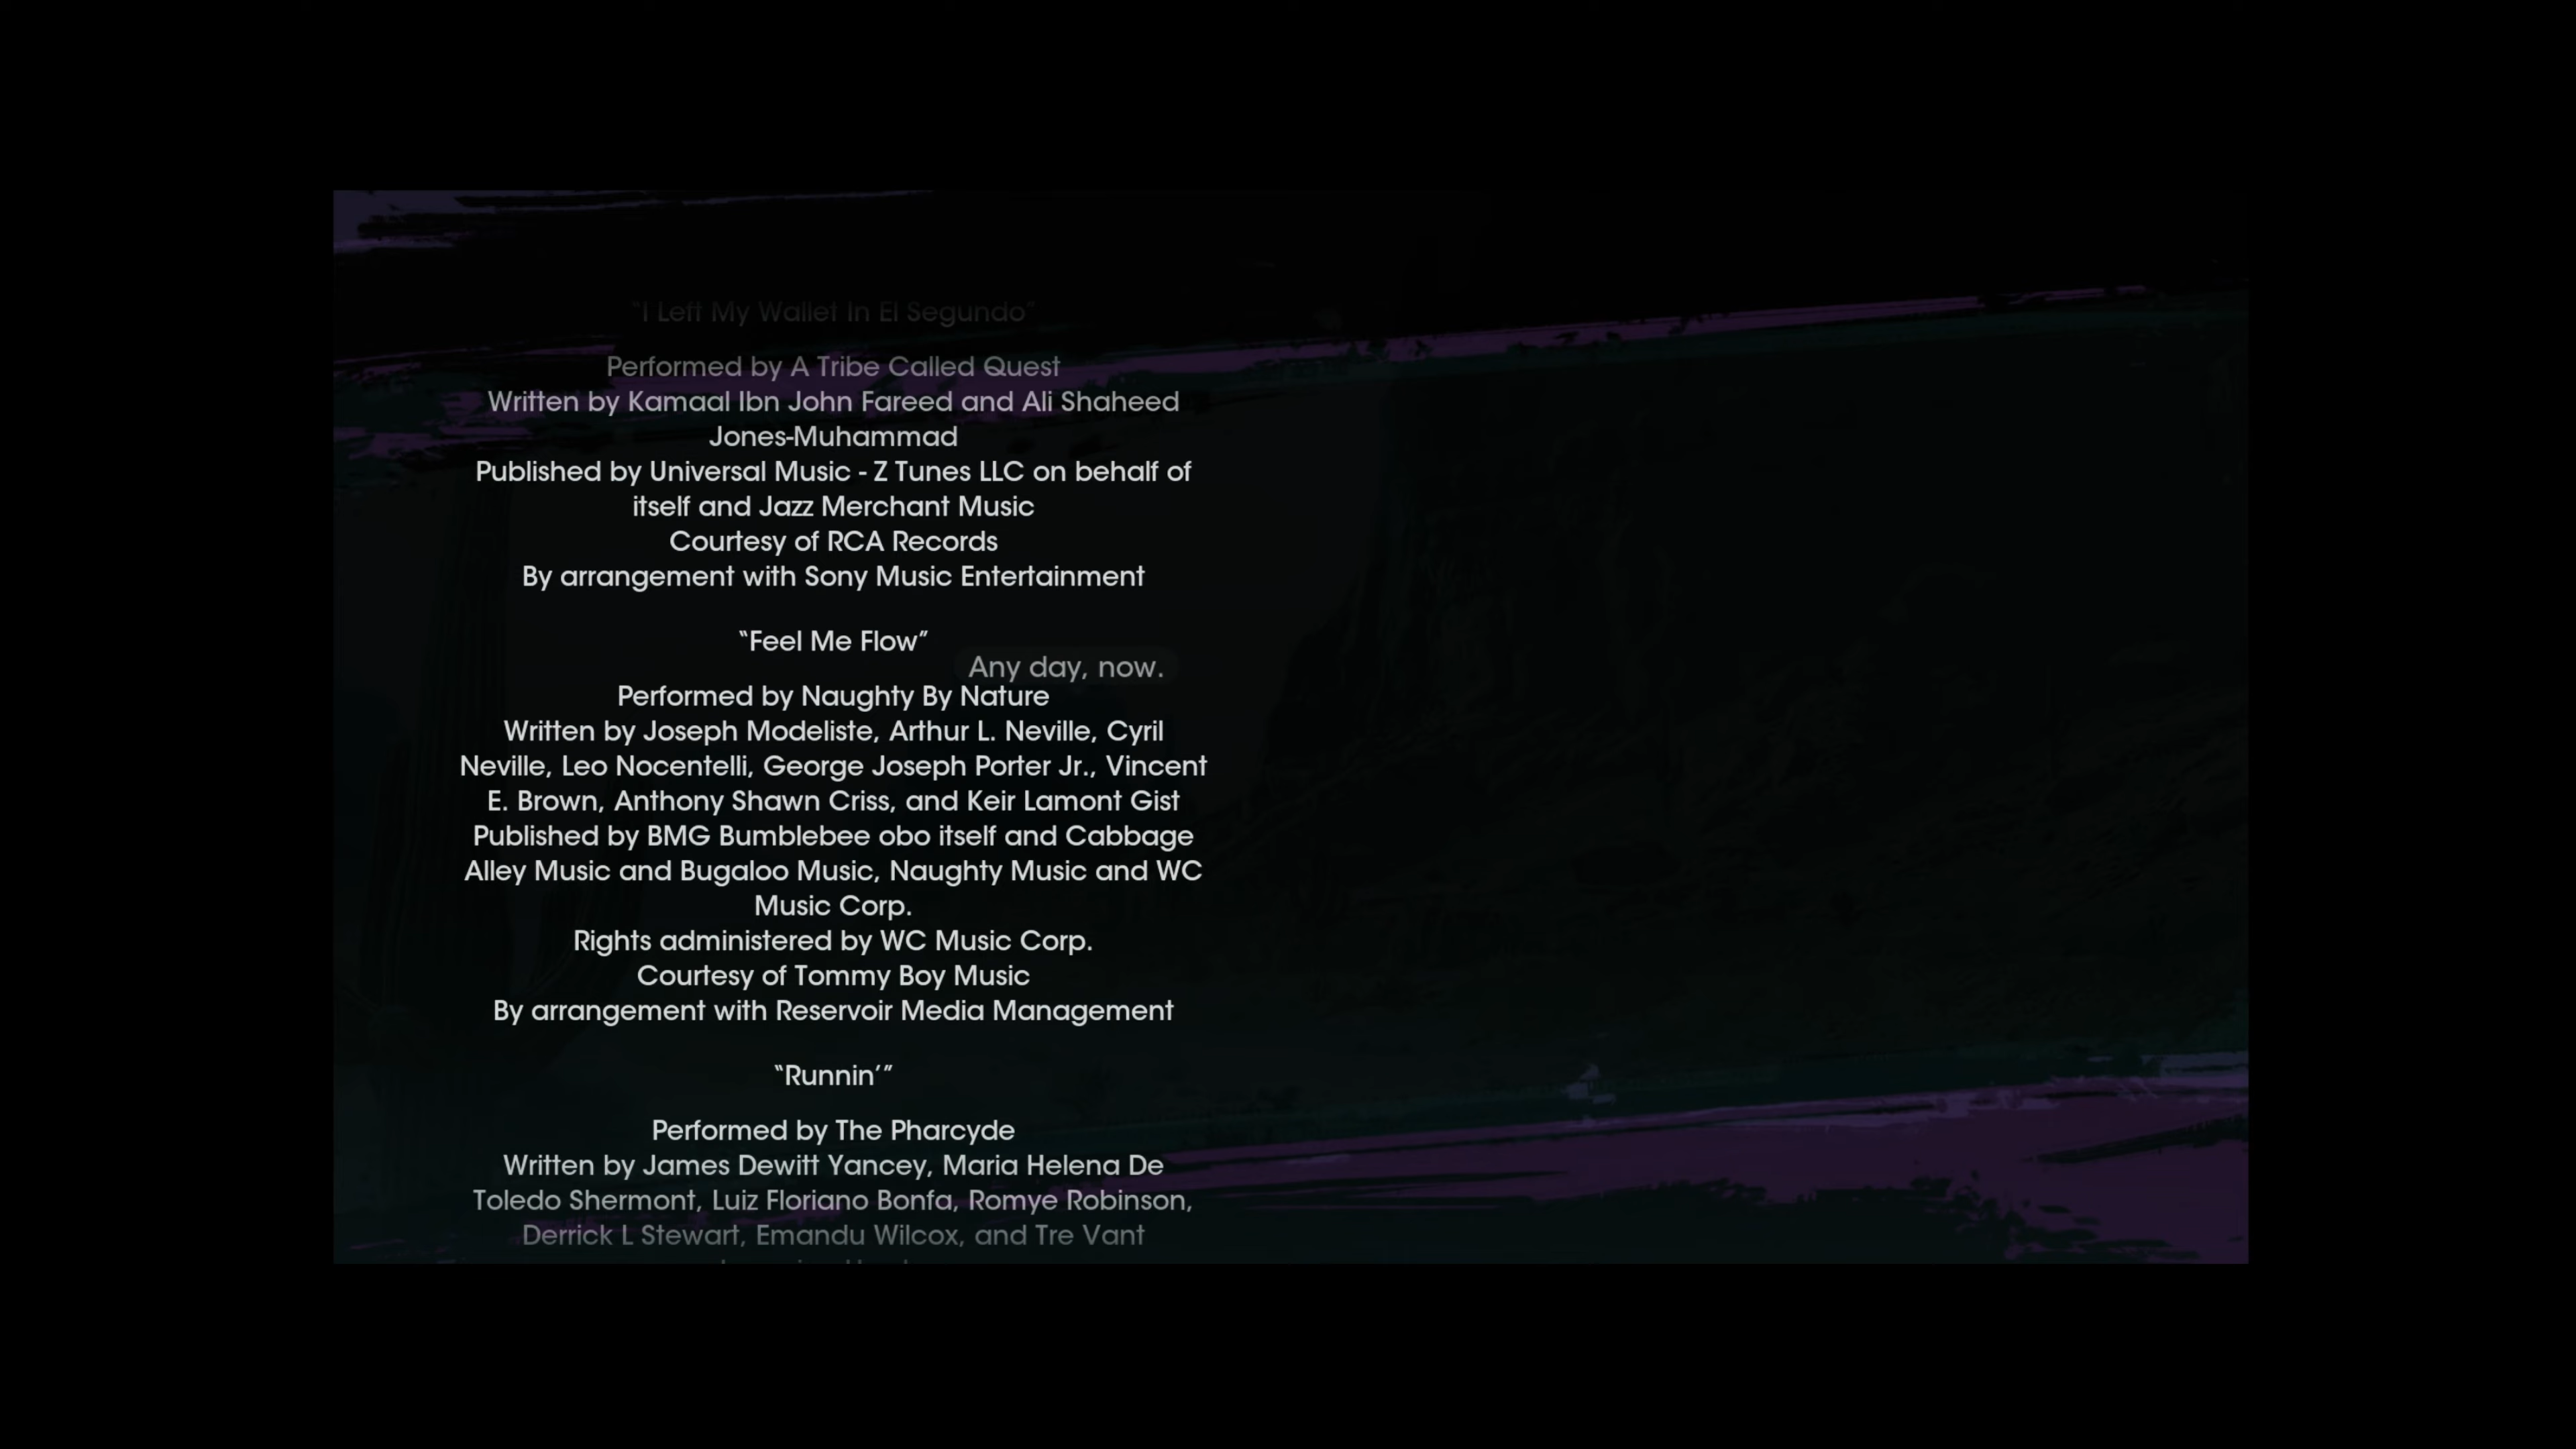 “I Left My Wallet In El Segundo”
Performed by A Tribe Called Quest
Written by Kamaal Ibn John Fareed and Ali Shaheed
Jones-Muhammad
Published by Universal Music - Z Tunes LLC on behalf of
itself and Jazz Merchant Music
Courtesy of RCA Records
By arrangement with Sony Music Entertainment
“Feel Me Flow”
Any day, now.
Performed by Naughty By Nature
Written by Joseph Modeliste, Arthur L. Neville, Cyril
Neville, Leo Nocentelli, George Joseph Porter Jr., Vincent
E. Brown, Anthony Shawn Criss, and Keir Lamont Gist
Published by BMG Bumblebee obo itself and Cabbage
Alley Music and Bugaloo Music, Naughty Music and WC
Music Corp.
Rights administered by WC Music Corp.
Courtesy of Tommy Boy Music
By arrangement with Reservoir Media Management
“Runnin’”
Performed by The Pharcyde
Written by James Dewitt Yancey, Maria Helena De
Toledo Shermont, Luiz Floriano Bonfa, Romye Robinson,
Derrick L Stewart, Emandu Wilcox, and Tre Vant